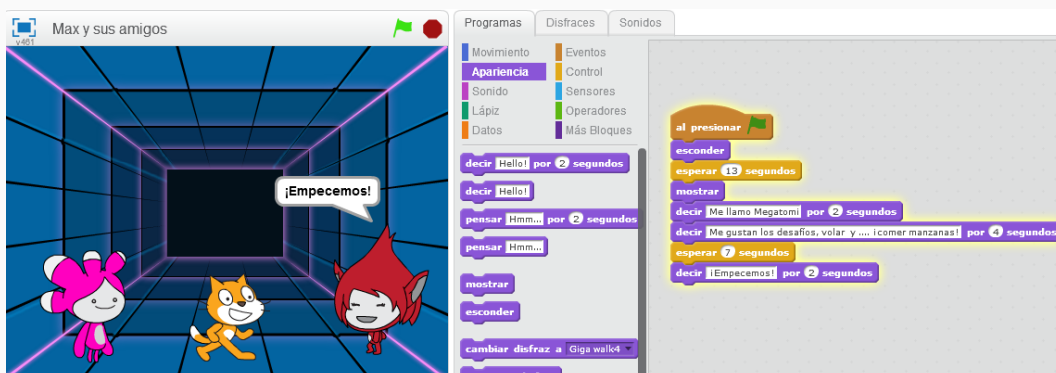 Max y sus amigos
v461
¡Empecemos!
Programas Disfraces Sonidos
Movimiento Eventos
Apariencia Control
Sonido Sensores
Lápiz Operadores
Datos Más Bloques
decir Hello! por 2 segundos
decir Hello!
pensar Hmm... por 2 segundos
pensar Hmm...
mostrar
esconder
cambiar disfraz a Giga walk4
al presionar
esconder
esperar 13 segundos
mostrar
decir Me llamo Megatomi por 2 segundos
decir Me gustan los desafíos, volar y .... ¡comer manzanas! por 4 segundos
esperar 7 segundos
decir ¡Empecemos! por 2 segundos